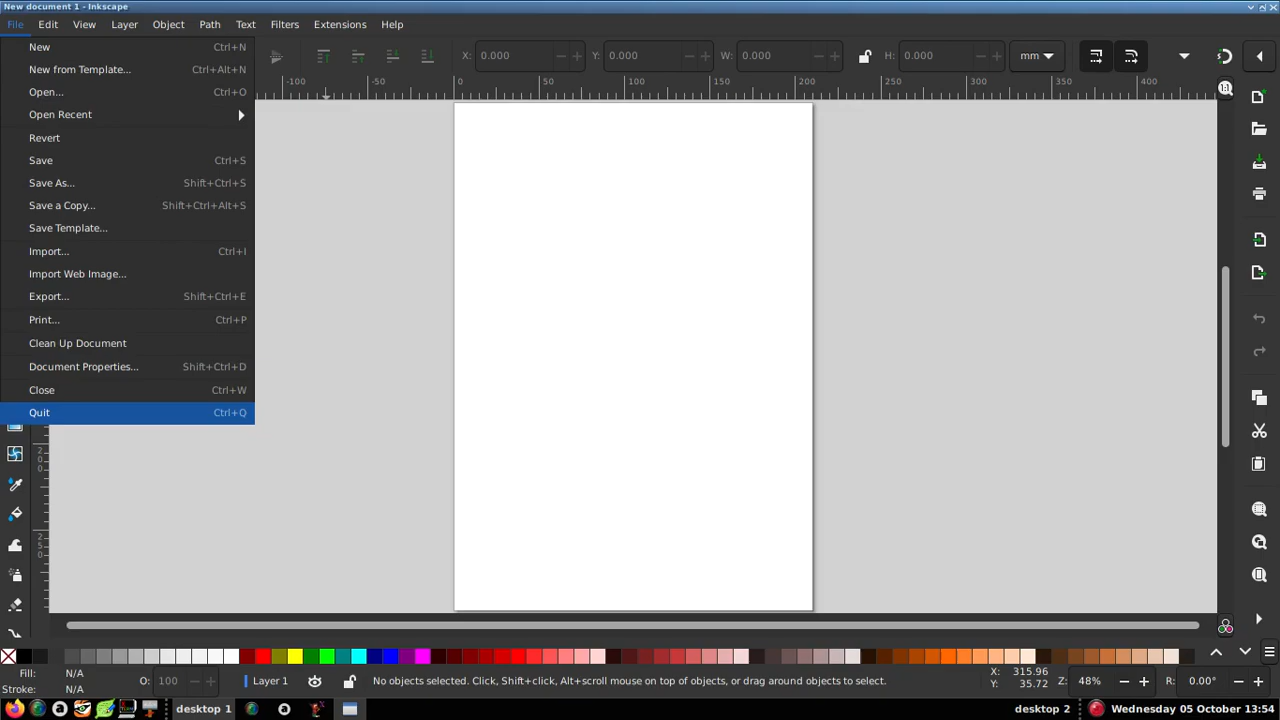 New document 1 - Inkscape
File Edit View Layer Object Path Text Filters Extensions Help
New Ctrl+N
New from Template... Ctrl+Alt+N
Open... Ctrl+O
Open Recent
Revert
Save Ctrl+S
Save As... Shift+Ctrl+S
Save a Copy... Shift+Ctrl+Alt+S
Save Template...
Import... Ctrl+I
Import Web Image...
Export... Shift+Ctrl+E
Print... Ctrl+P
Clean Up Document
Document Properties... Shift+Ctrl+D
Close Ctrl+W
Quit Ctrl+Q
X: 0.000 Y: 0.000 W: 0.000 H: 0.000 mm
-100 -50 0 50 100 150 200 250 300 350 400
200
250
1:1
Fill: N/A
Stroke: N/A
O: 100
Layer 1
No objects selected. Click, Shift+click, Alt+scroll mouse on top of objects, or drag around objects to select.
X: 315.96
Y: 35.72
Z: 48%
R: 0.00°
desktop 1
desktop 2
Wednesday 05 October 13:54